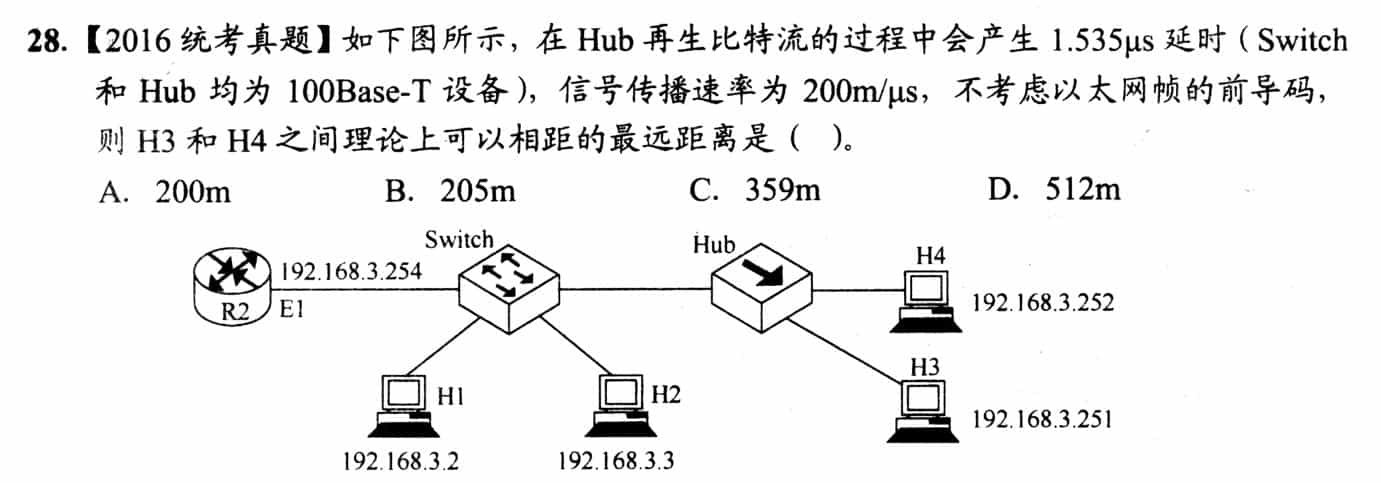 28.【2016统考真题】如下图所示，在 Hub 再生比特流的过程中会产生 1.535μs 延时（Switch
和 Hub 均为 100Base-T 设备），信号传播速率为 200m/μs，不考虑以太网帧的前导码，
则 H3 和 H4 之间理论上可以相距的最远距离是（ ）。
A. 200m B. 205m C. 359m D. 512m
Switch Hub H4
192.168.3.254
R2 E1 192.168.3.252
H3
H1 H2
192.168.3.251
192.168.3.2 192.168.3.3